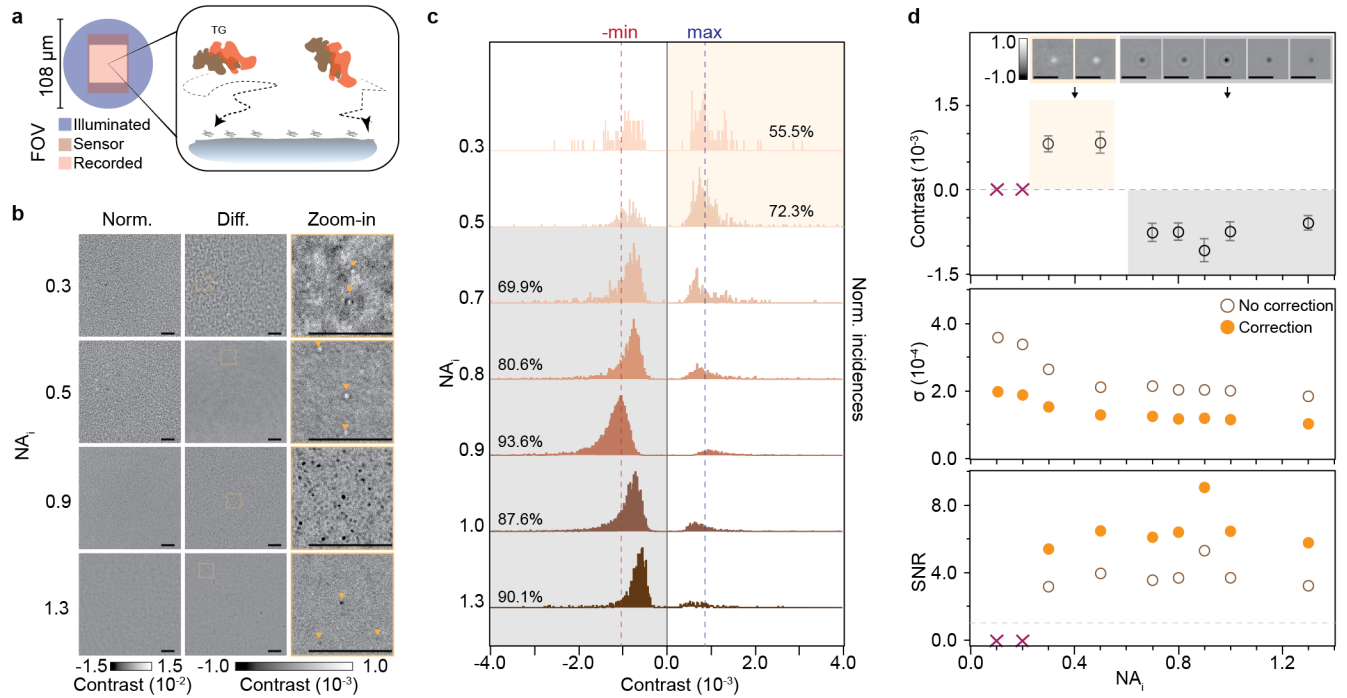 a
108 μm
FOV
Illuminated
Sensor
Recorded
TG
b
Norm. Diff. Zoom-in
NAi
0.3
0.5
0.9
1.3
-1.5 1.5 -1.0 1.0
Contrast (10-2) Contrast (10-3)
c
-min max
0.3 55.5%
0.5 72.3%
69.9%
0.7
80.6%
0.8
93.6%
0.9
87.6%
1.0
90.1%
1.3
NAi
Norm. incidences
-4.0 -2.0 0.0 2.0 4.0
Contrast (10-3)
d
1.0
-1.0
1.5
0.0
-1.5
Contrast (10-3)
No correction
Correction
4.0
2.0
0.0
σ (10-4)
8.0
4.0
0.0
SNR
0.0 0.4 0.8 1.2
NAi